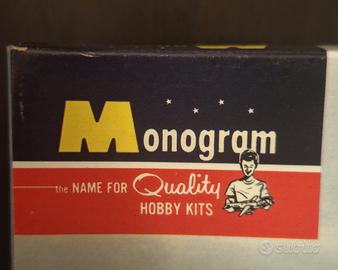 Monogram
the NAME FOR Quality
HOBBY KITS
subito